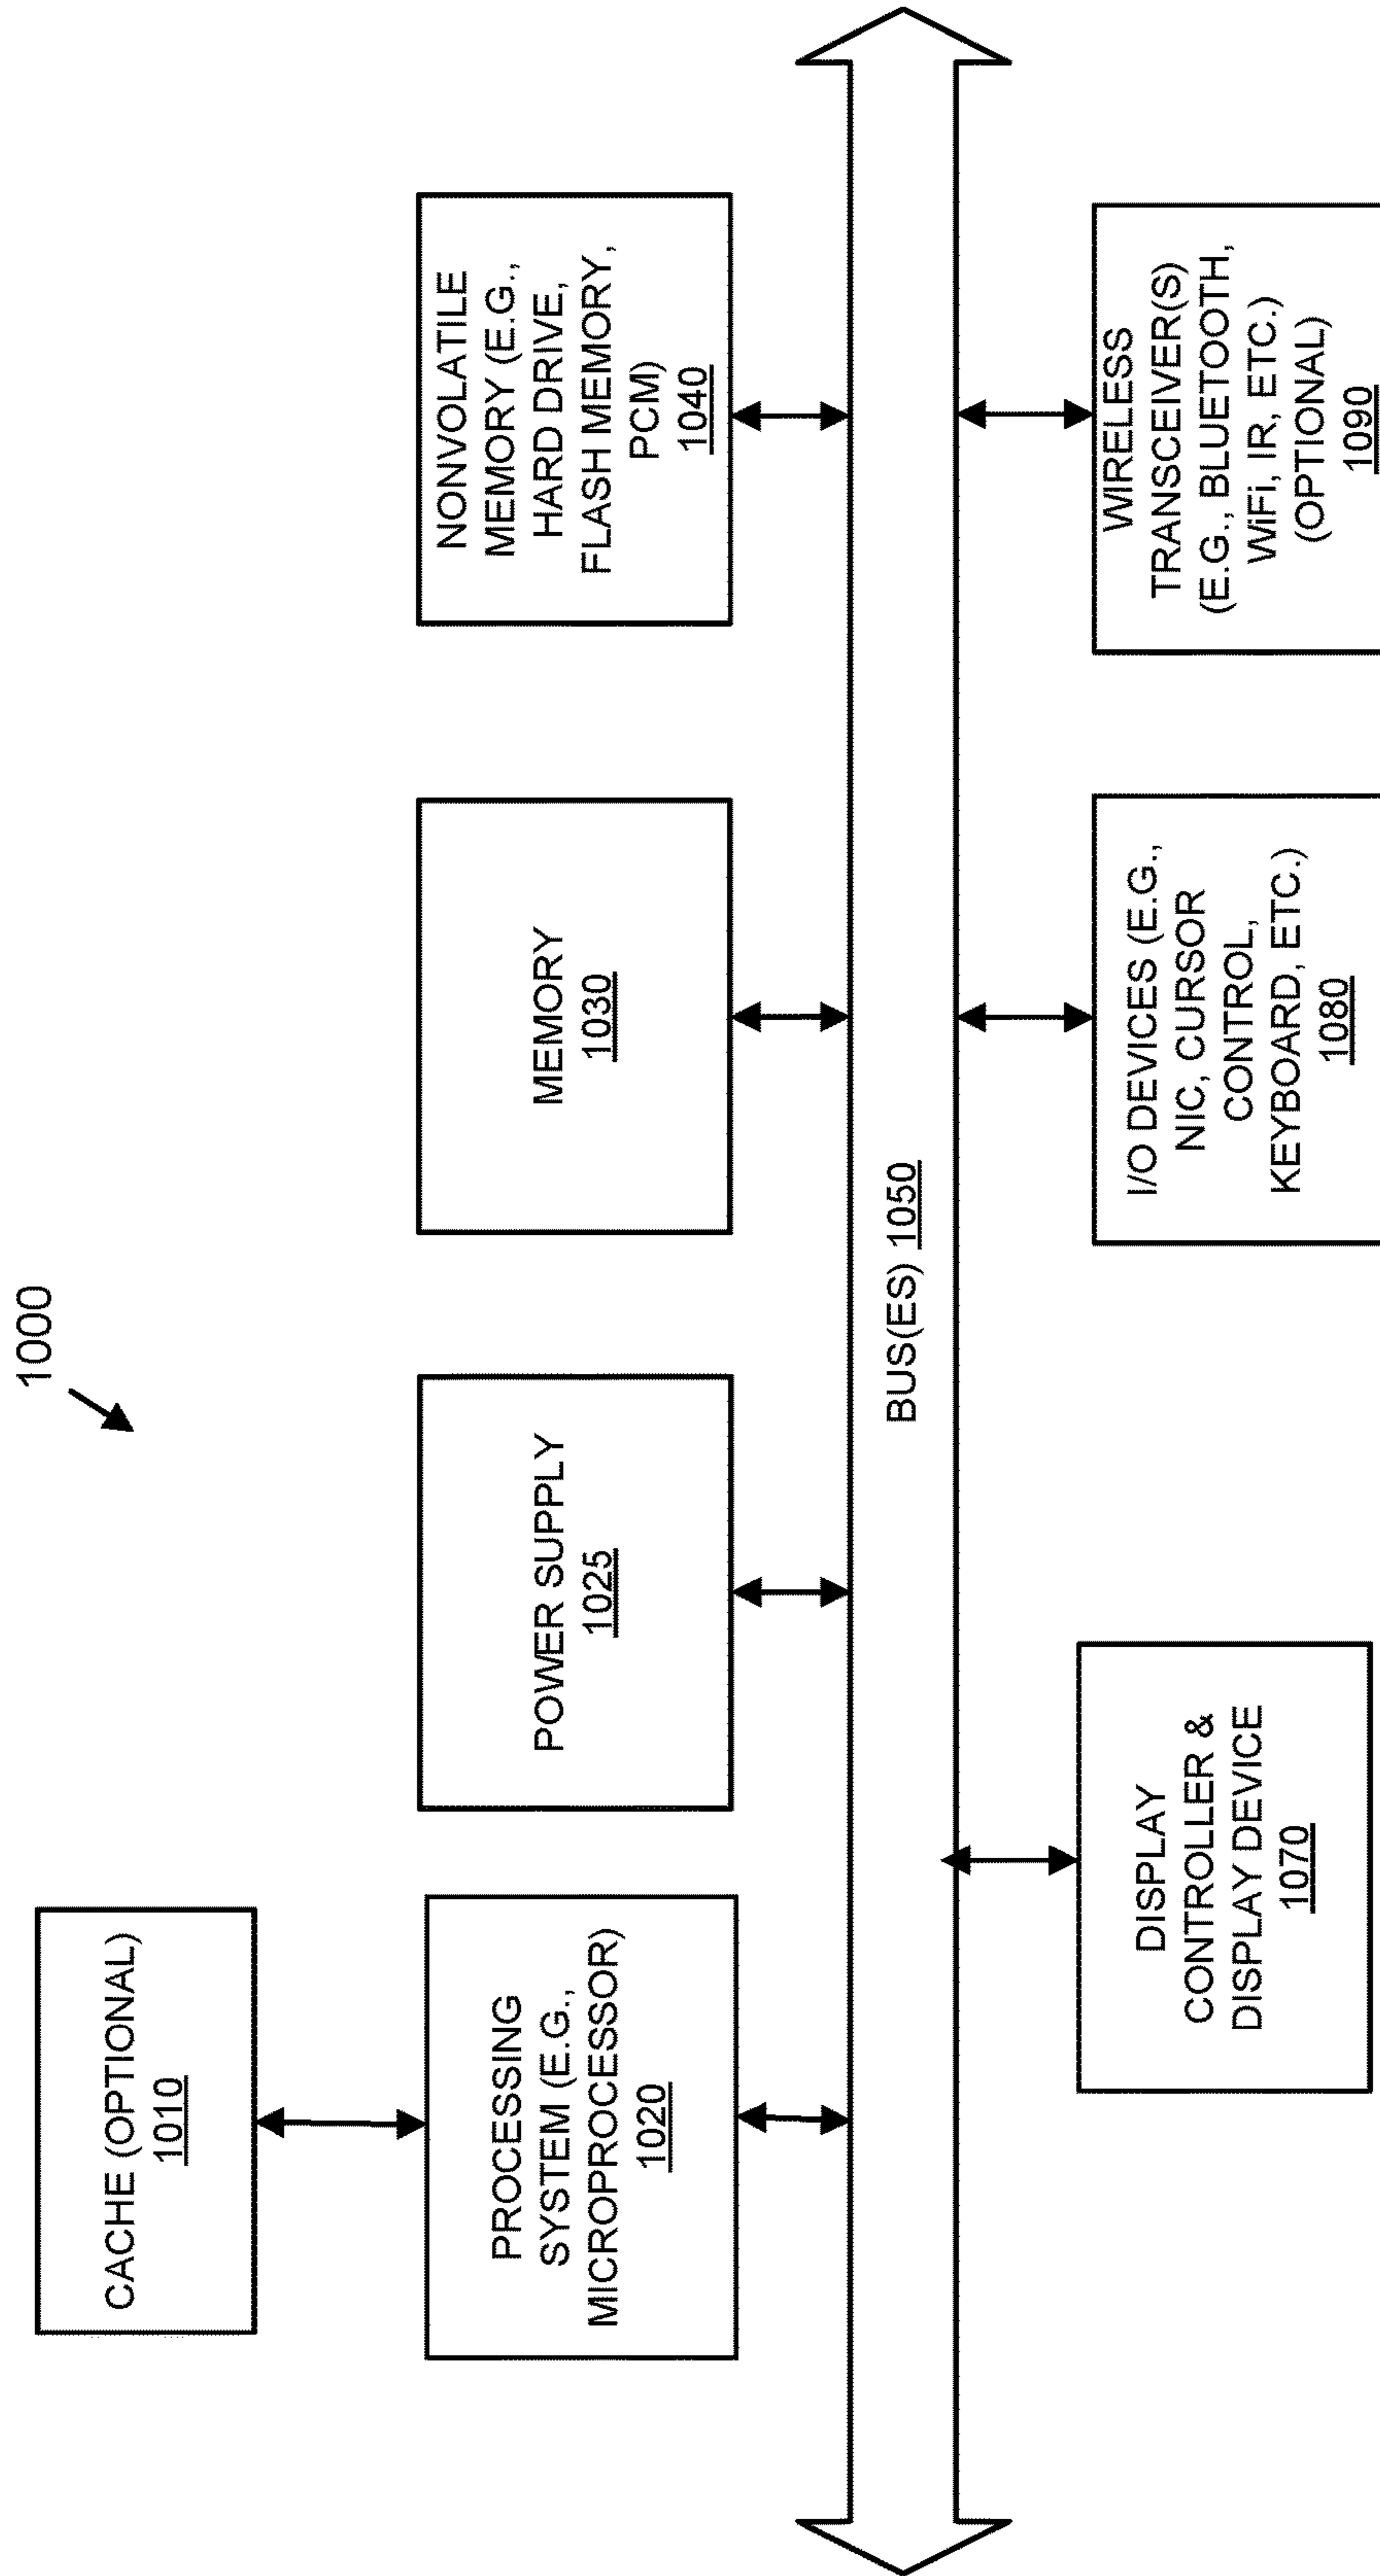 1000
CACHE (OPTIONAL)
1010
PROCESSING
SYSTEM (E.G.,
MICROPROCESSOR)
1020
POWER SUPPLY
1025
MEMORY
1030
NONVOLATILE
MEMORY (E.G.,
HARD DRIVE,
FLASH MEMORY,
PCM)
1040
BUS(ES) 1050
DISPLAY
CONTROLLER &
DISPLAY DEVICE
1070
I/O DEVICES (E.G.,
NIC, CURSOR
CONTROL,
KEYBOARD, ETC.)
1080
WIRELESS
TRANSCEIVER(S)
(E.G., BLUETOOTH,
WiFi, IR, ETC.)
(OPTIONAL)
1090